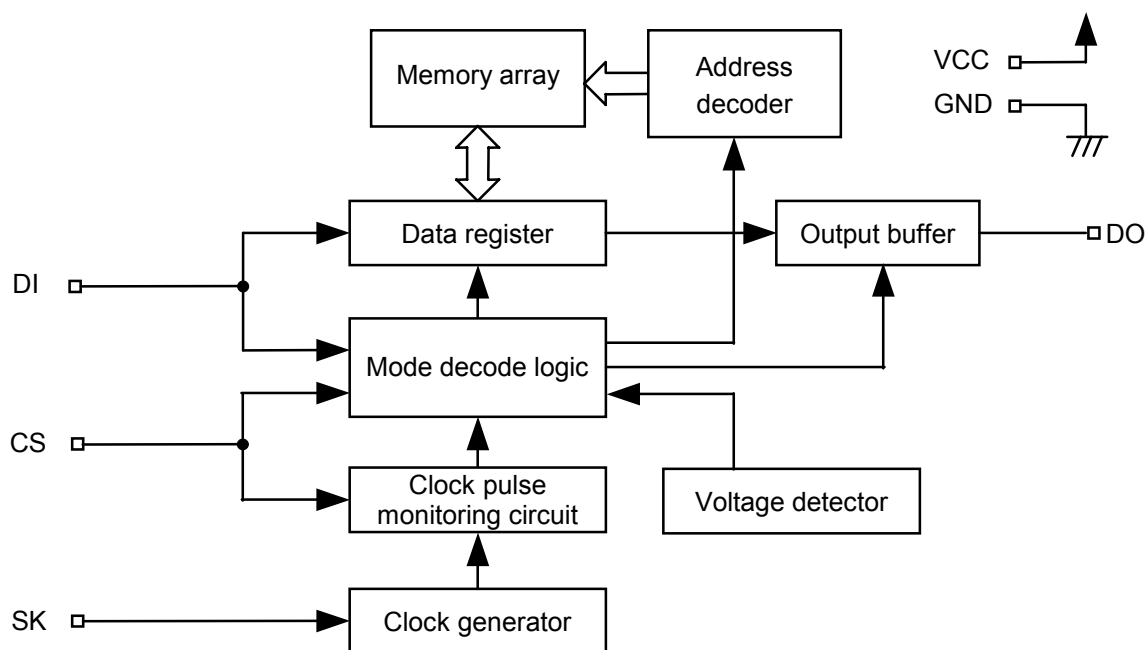 Memory array
Address
decoder
VCC
GND
Data register
Output buffer
DO
DI
Mode decode logic
CS
Clock pulse
monitoring circuit
Voltage detector
SK
Clock generator